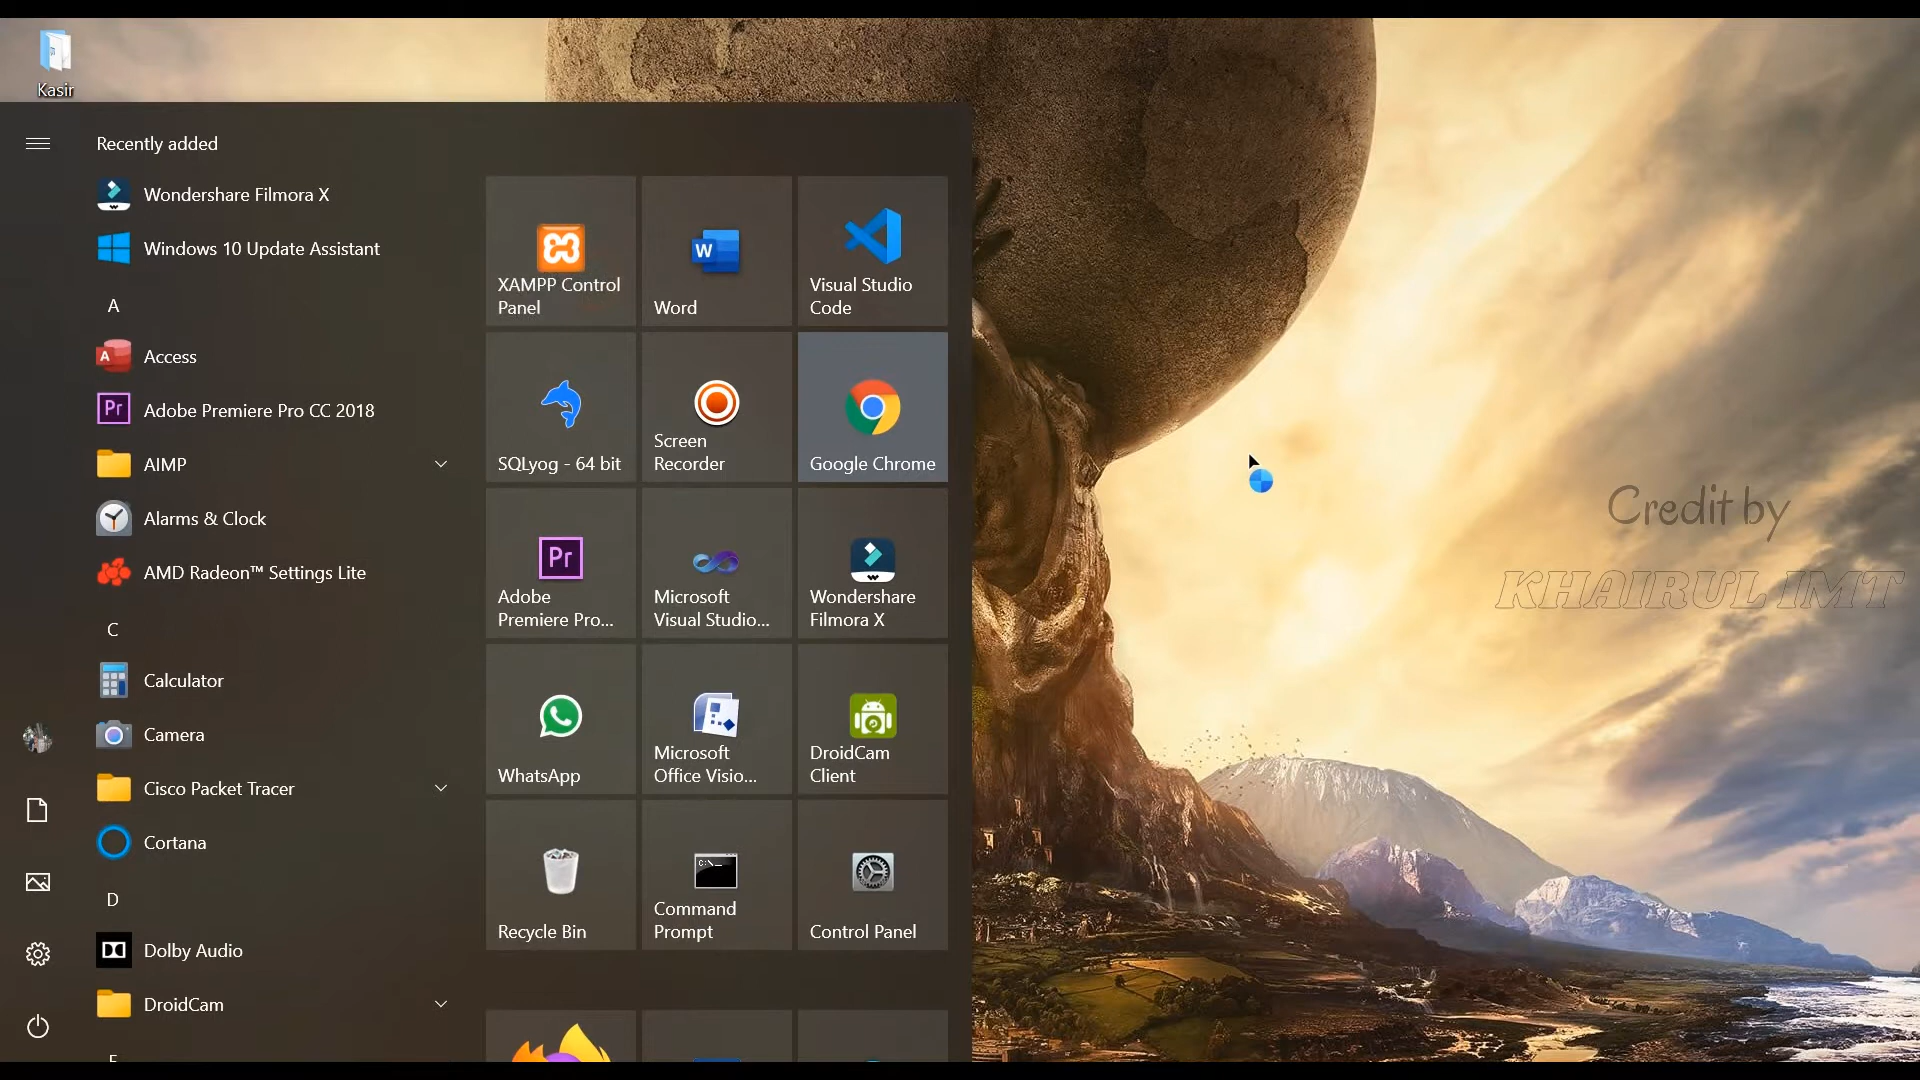 Kasir
Recently added
Wondershare Filmora X
Windows 10 Update Assistant
A
Access
Adobe Premiere Pro CC 2018
AIMP
Alarms & Clock
AMD Radeon™ Settings Lite
C
Calculator
Camera
Cisco Packet Tracer
Cortana
D
Dolby Audio
DroidCam
XAMPP Control
Panel
Word
Visual Studio
Code
SQLyog - 64 bit
Screen
Recorder
Google Chrome
Adobe
Premiere Pro...
Microsoft
Visual Studio...
Wondershare
Filmora X
WhatsApp
Microsoft
Office Visio...
DroidCam
Client
Recycle Bin
Command
Prompt
Control Panel
Credit by
KHAIRUL IMT